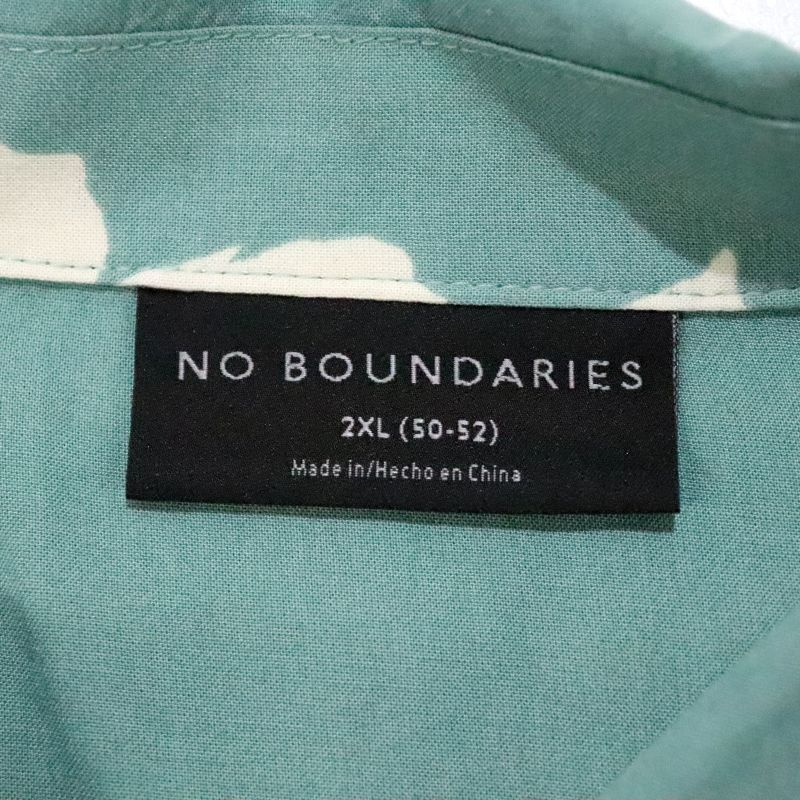 NO BOUNDARIES
2XL (50-52)
Made in/Hecho en China